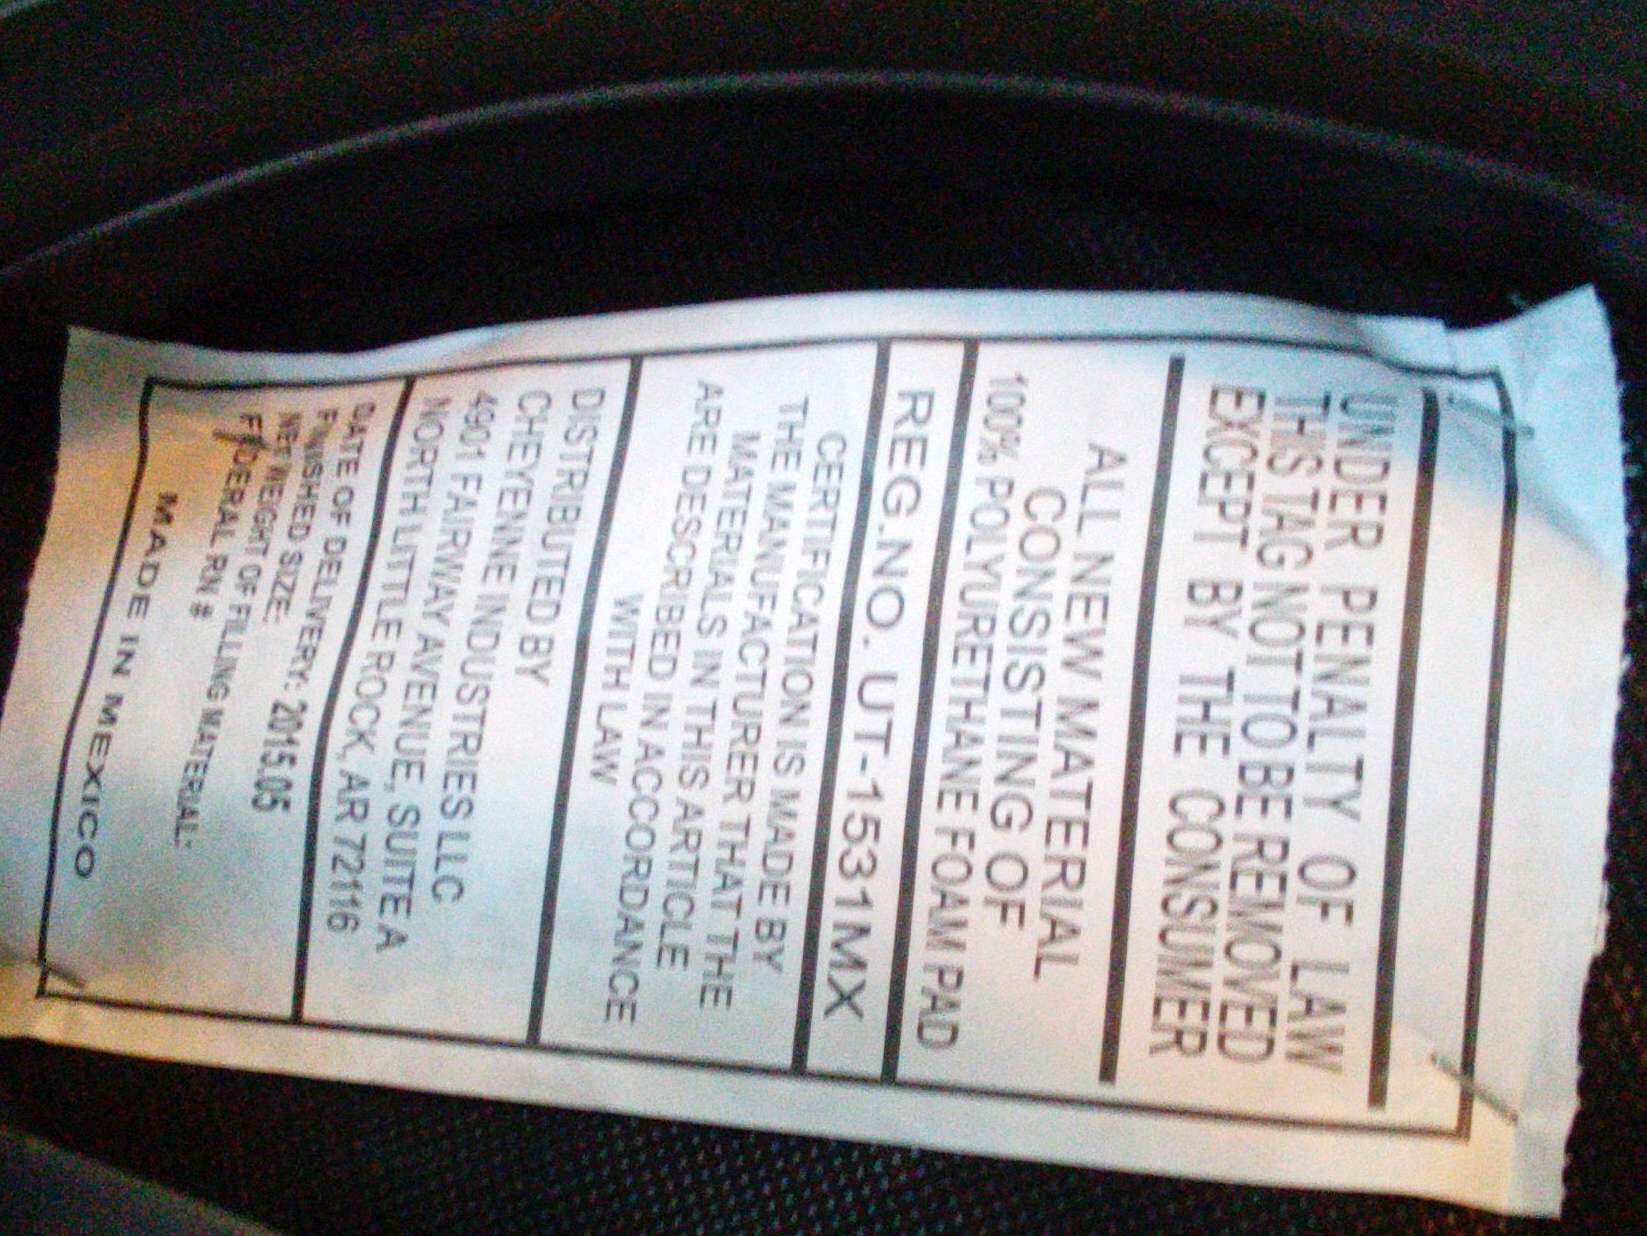 UNDER PENALTY OF LAW
THIS TAG NOT TO BE REMOVED
EXCEPT BY THE CONSUMER
ALL NEW MATERIAL
CONSISTING OF
100% POLYURETHANE FOAM PAD
REG.NO. UT-1531MX
CERTIFICATION IS MADE BY
THE MANUFACTURER THAT THE
MATERIALS IN THIS ARTICLE
ARE DESCRIBED IN ACCORDANCE
WITH LAW
DISTRIBUTED BY
CHEYENNE INDUSTRIES LLC
4901 FAIRWAY AVENUE, SUITE A
NORTH LITTLE ROCK, AR 72116
DATE OF DELIVERY: 2015.05
FINISHED SIZE:
NET WEIGHT OF FILLING MATERIAL:
FEDERAL RN #
MADE IN MEXICO